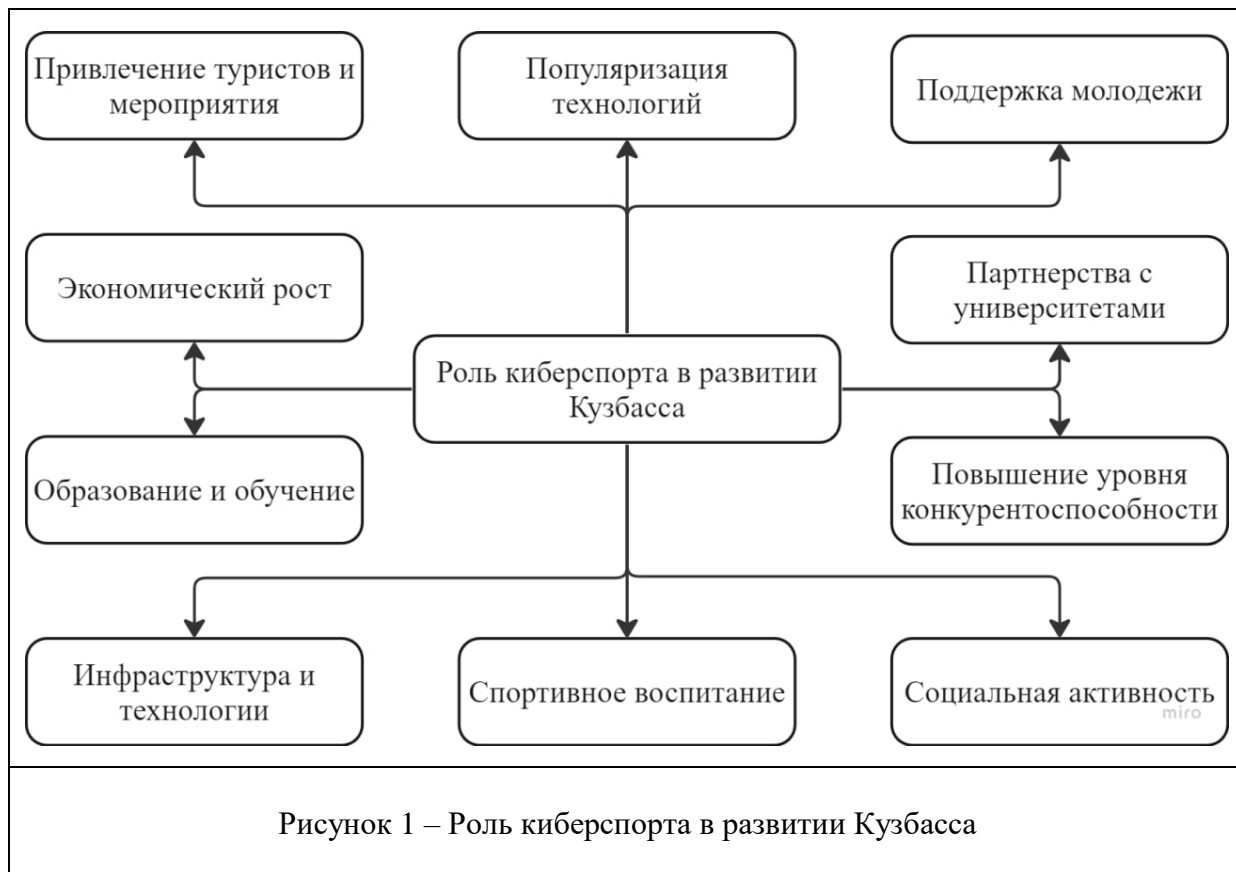 Привлечение туристов и
мероприятия
Популяризация
технологий
Поддержка молодежи
Экономический рост
Партнерства с
университетами
Роль киберспорта в развитии
Кузбасса
Образование и обучение
Повышение уровня
конкурентоспособности
Инфраструктура и
технологии
Спортивное воспитание
Социальная активность
miro
Рисунок 1 – Роль киберспорта в развитии Кузбасса